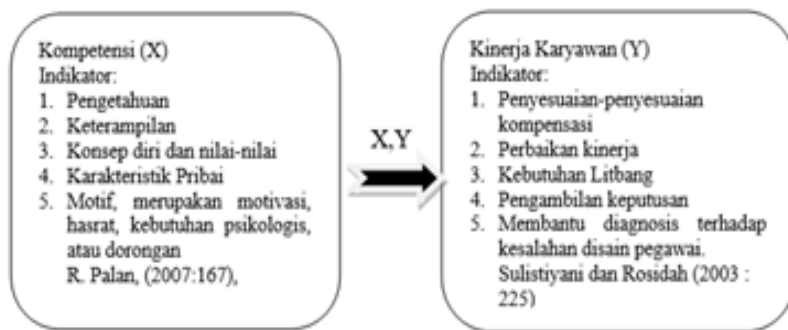 Kompetensi (X)
Indikator:
1. Pengetahuan
2. Keterampilan
3. Konsep diri dan nilai-nilai
4. Karakteristik Pribai
5. Motif, merupakan motivasi,
hasrat, kebutuhan psikologis,
atau dorongan
R. Palan, (2007:167),
X,Y
Kinerja Karyawan (Y)
Indikator:
1. Penyesuaian-penyesuaian
kompensasi
2. Perbaikan kinerja
3. Kebutuhan Litbang
4. Pengambilan keputusan
5. Membantu diagnosis terhadap
kesalahan disain pegawai.
Sulistiyani dan Rosidah (2003 :
225)